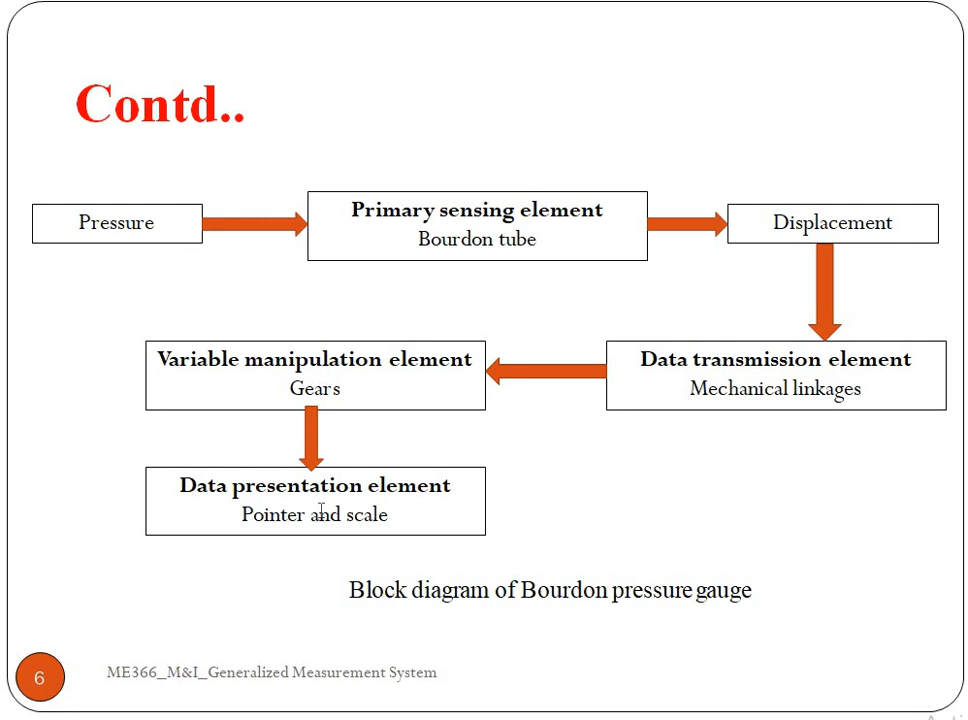 Contd..
Pressure
Primary sensing element
Bourdon tube
Displacement
Variable manipulation element
Gears
Data transmission element
Mechanical linkages
Data presentation element
Pointer and scale
Block diagram of Bourdon pressure gauge
6
ME366_M&I_Generalized Measurement System